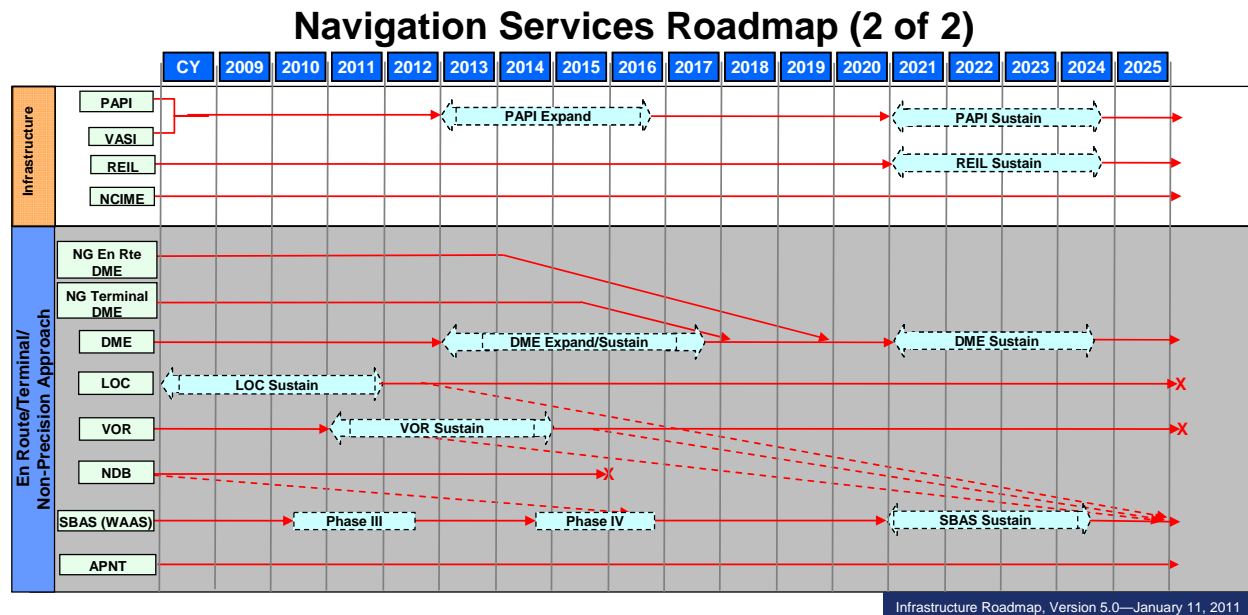 Navigation Services Roadmap (2 of 2)
CY 2009 2010 2011 2012 2013 2014 2015 2016 2017 2018 2019 2020 2021 2022 2023 2024 2025
Infrastructure
PAPI
PAPI Expand
PAPI Sustain
VASI
REIL
REIL Sustain
NCIME
En Route/Terminal/
Non-Precision Approach
NG En Rte
DME
NG Terminal
DME
DME
DME Expand/Sustain
DME Sustain
LOC
LOC Sustain
X
VOR
VOR Sustain
X
NDB
X
SBAS (WAAS)
Phase III
Phase IV
SBAS Sustain
APNT
Infrastructure Roadmap, Version 5.0—January 11, 2011